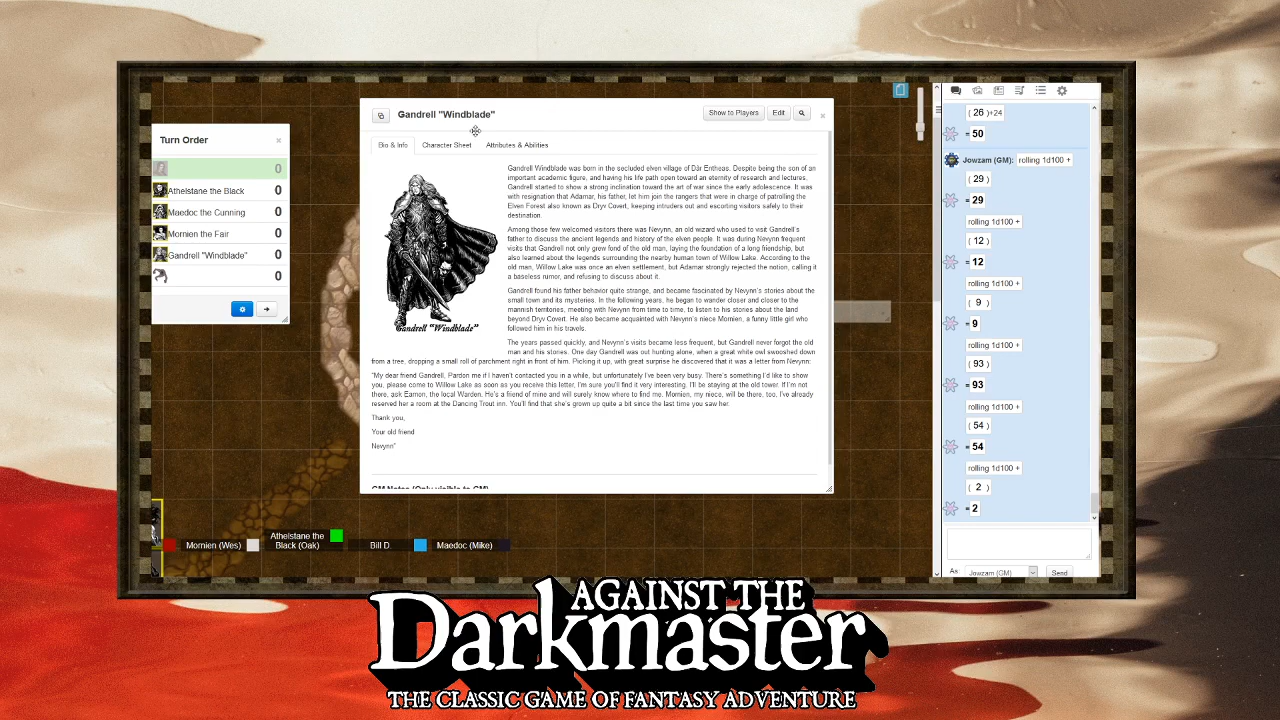 Turn Order
×
0
Athelstane the Black 0
Maedoc the Cunning 0
Mornien the Fair 0
Gandrell "Windblade" 0
0
Gandrell "Windblade"
Show to Players
Edit
×
Bio & Info
Character Sheet
Attributes & Abilities
Gandrell Windblade was born in the secluded elven village of Dàr Entheas. Despite being the son of an
important academic figure, and having his life path open toward an eternity of research and lectures,
Gandrell started to show a strong inclination toward the art of war since the early adolescence. It was
with resignation that Adamar, his father, let him join the rangers that were in charge of patrolling the
Elven Forest also known as Dryv Covert, keeping intruders out and escorting visitors safely to their
destination.
Among those few welcomed visitors there was Nevynn, an old wizard who used to visit Gandrell's
father to discuss the ancient legends and history of the elven people. It was during Nevynn frequent
visits that Gandrell not only grew fond of the old man, laying the foundation of a long friendship, but
also learned about the legends surrounding the nearby human town of Willow Lake. According to the
old man, Willow Lake was once an elven settlement, but Adamar strongly rejected the notion, calling it
a baseless rumor, and refusing to discuss about it.
Gandrell found his father behavior quite strange, and became fascinated by Nevynn's stories about the
small town and its mysteries. In the following years, he began to wander closer and closer to the
mannish territories, meeting with Nevynn from time to time, to listen to his stories about the land
beyond Dryv Covert. He also became acquainted with Nevynn's niece Mornien, a funny little girl who
followed him in his travels.
The years passed quickly, and Nevynn's visits became less frequent, but Gandrell never forgot the old
man and his stories. One day Gandrell was out hunting alone, when a great white owl swooshed down
from a tree, dropping a small roll of parchment right in front of him. Picking it up, with great surprise he discovered that it was a letter from Nevynn:
"My dear friend Gandrell, Pardon me if I haven't contacted you in a while, but unfortunately I've been very busy. There's something I'd like to show
you, please come to Willow Lake as soon as you receive this letter, I'm sure you'll find it very interesting. I'll be staying at the old tower. If I'm not
there, ask Eamon, the local Warden. He's a friend of mine and will surely know where to find me. Mornien, my niece, will be there, too. I've already
reserved her a room at the Dancing Trout inn. You'll find that she's grown up quite a bit since the last time you saw her.
Thank you,
Your old friend
Nevynn"
GM Notes (Only visible to GM)
Gandrell "Windblade"
( 26 )+24
= 50
Jowzam (GM): rolling 1d100 +
( 29 )
= 29
rolling 1d100 +
( 12 )
= 12
rolling 1d100 +
( 9 )
= 9
rolling 1d100 +
( 93 )
= 93
rolling 1d100 +
( 54 )
= 54
rolling 1d100 +
( 2 )
= 2
As: Jowzam (GM) Send
Mornien (Wes)
Athelstane the
Black (Oak)
Bill D
Maedoc (Mike)
AGAINST THE
Darkmaster
THE CLASSIC GAME OF FANTASY ADVENTURE